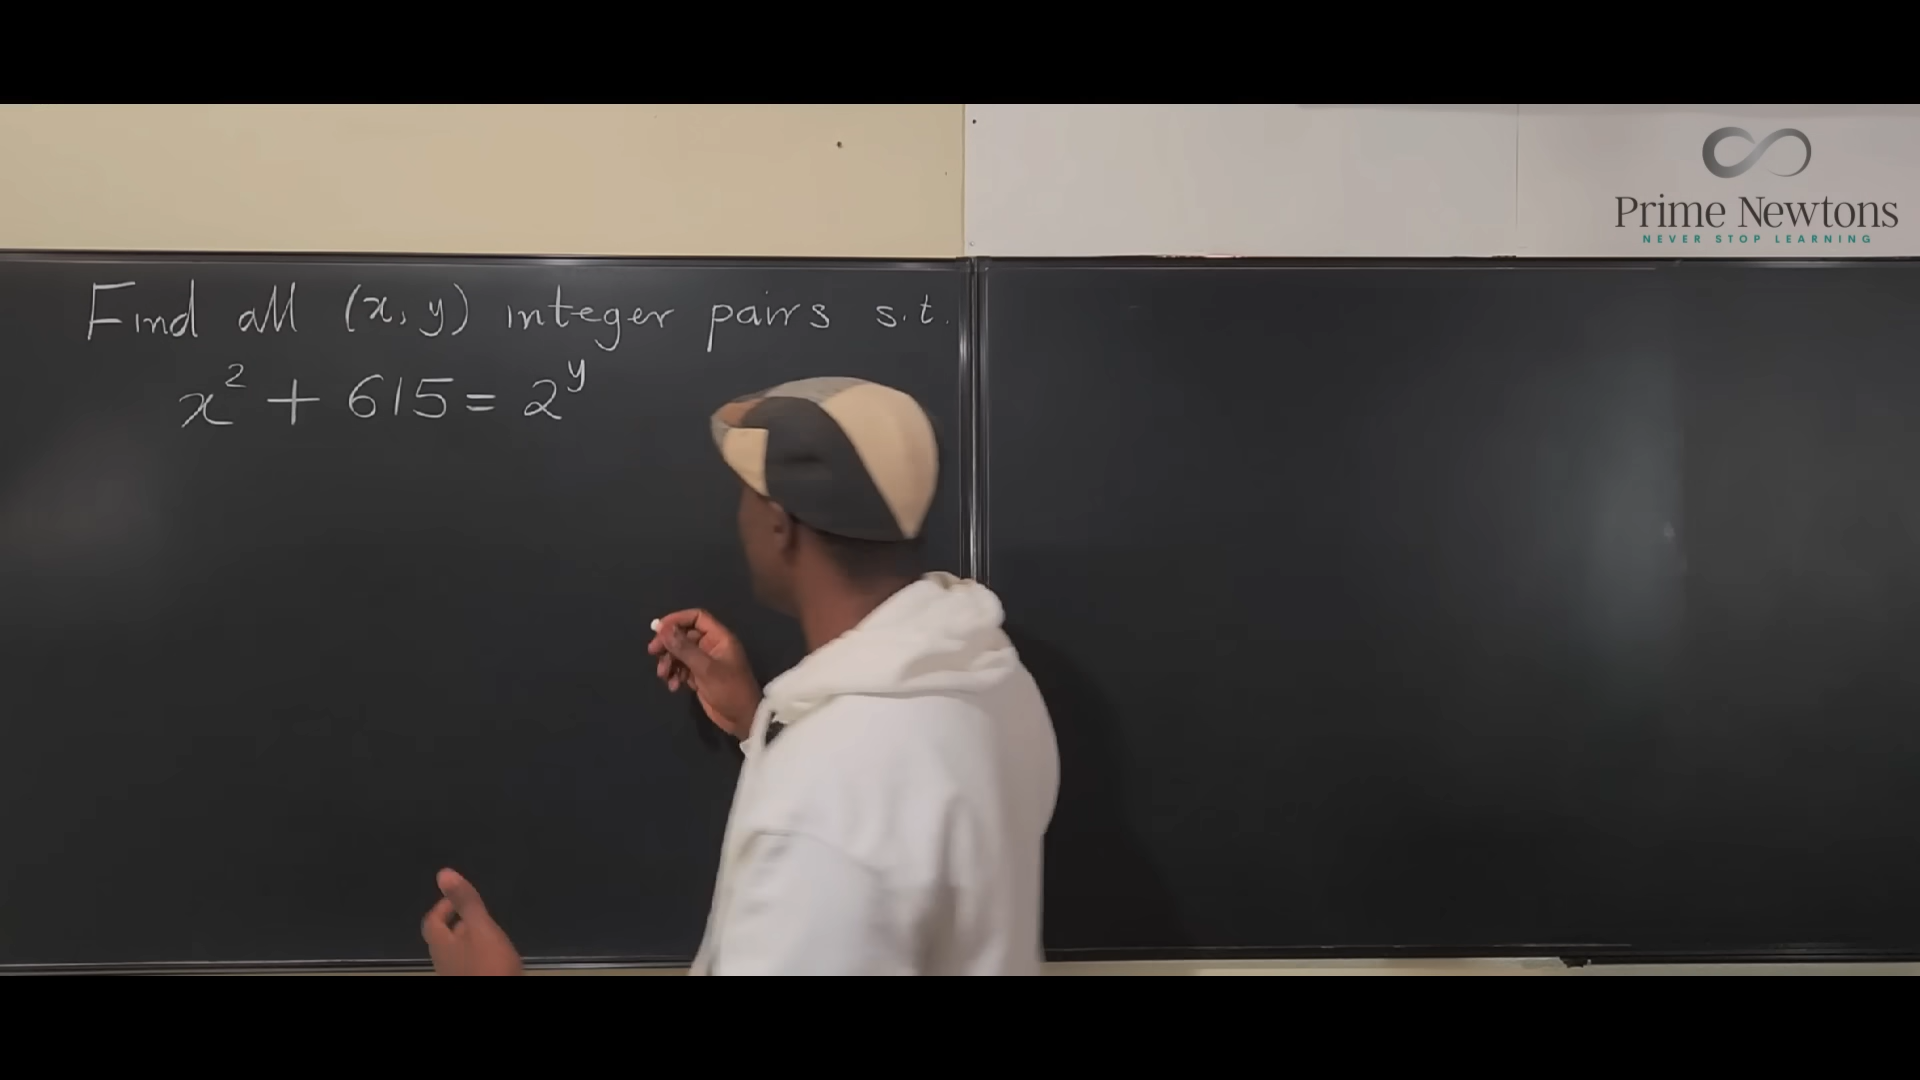 Prime Newtons
NEVER STOP LEARNING
Find all (x, y) integer pairs s.t.
x² + 615 = 2^y